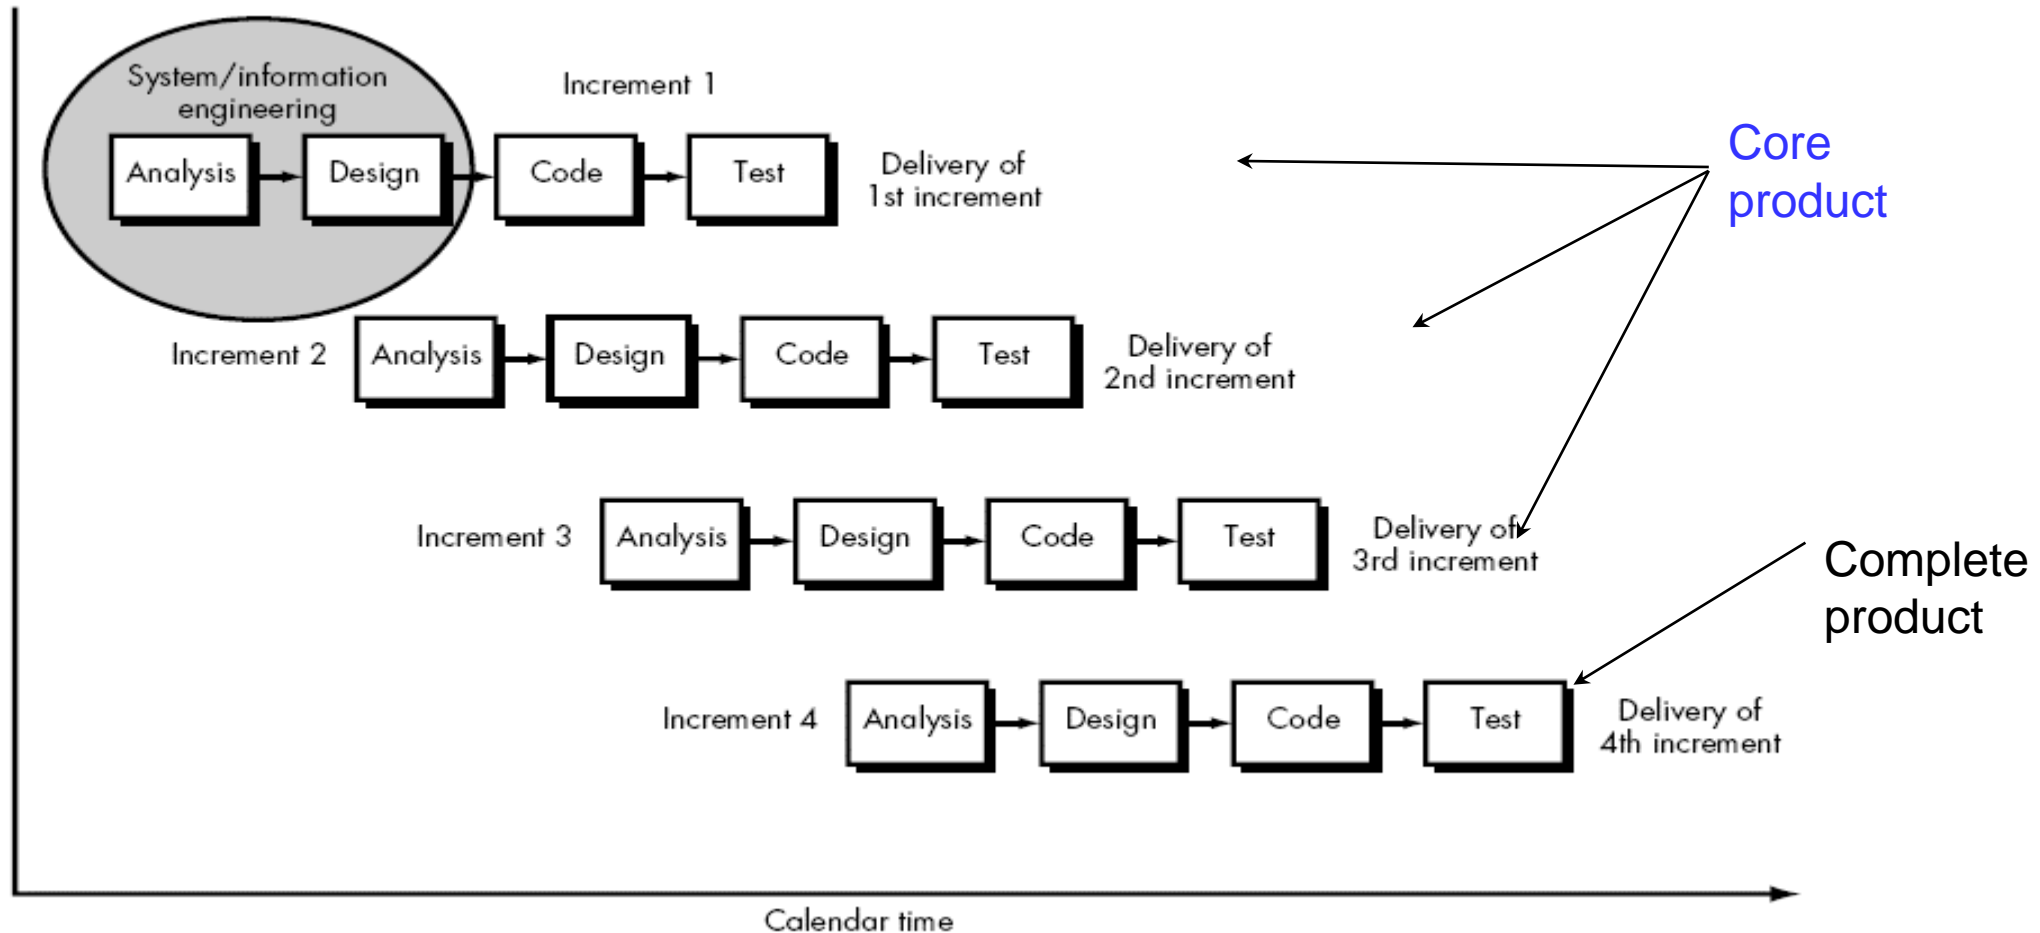 System/information
engineering
Increment 1
Analysis
Design
Code
Test
Delivery of
1st increment
Core
product
Increment 2
Analysis
Design
Code
Test
Delivery of
2nd increment
Increment 3
Analysis
Design
Code
Test
Delivery of
3rd increment
Complete
product
Increment 4
Analysis
Design
Code
Test
Delivery of
4th increment
Calendar time